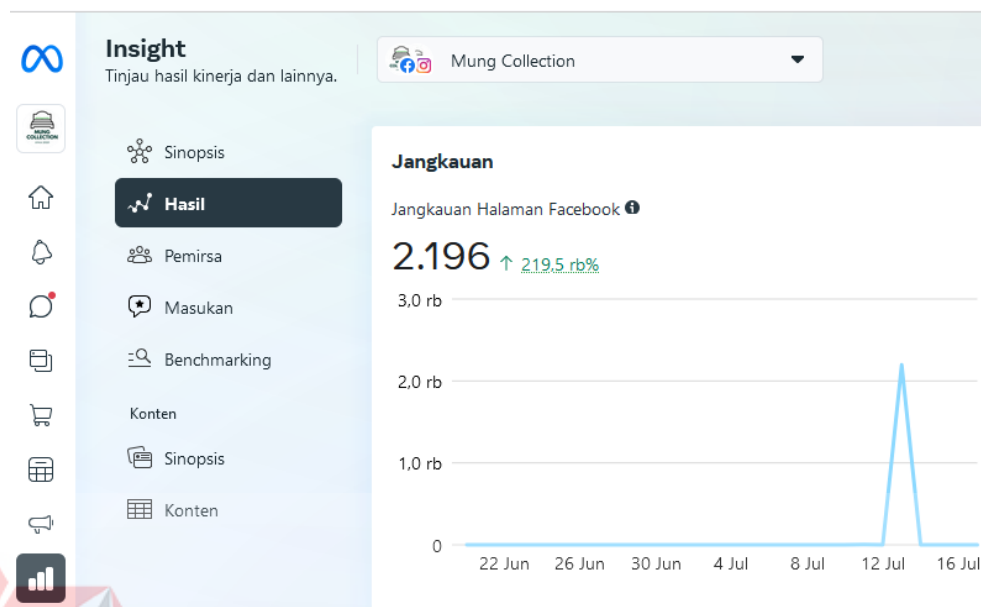 Insight
Tinjau hasil kinerja dan lainnya.
Mung Collection
MUNG
COLLECTION
Sinopsis
Hasil
Pemirsa
Masukan
Benchmarking
Konten
Sinopsis
Konten
Jangkauan
Jangkauan Halaman Facebook
2.196 ↑ 219,5 rb%
3,0 rb
2,0 rb
1,0 rb
0
22 Jun 26 Jun 30 Jun 4 Jul 8 Jul 12 Jul 16 Jul